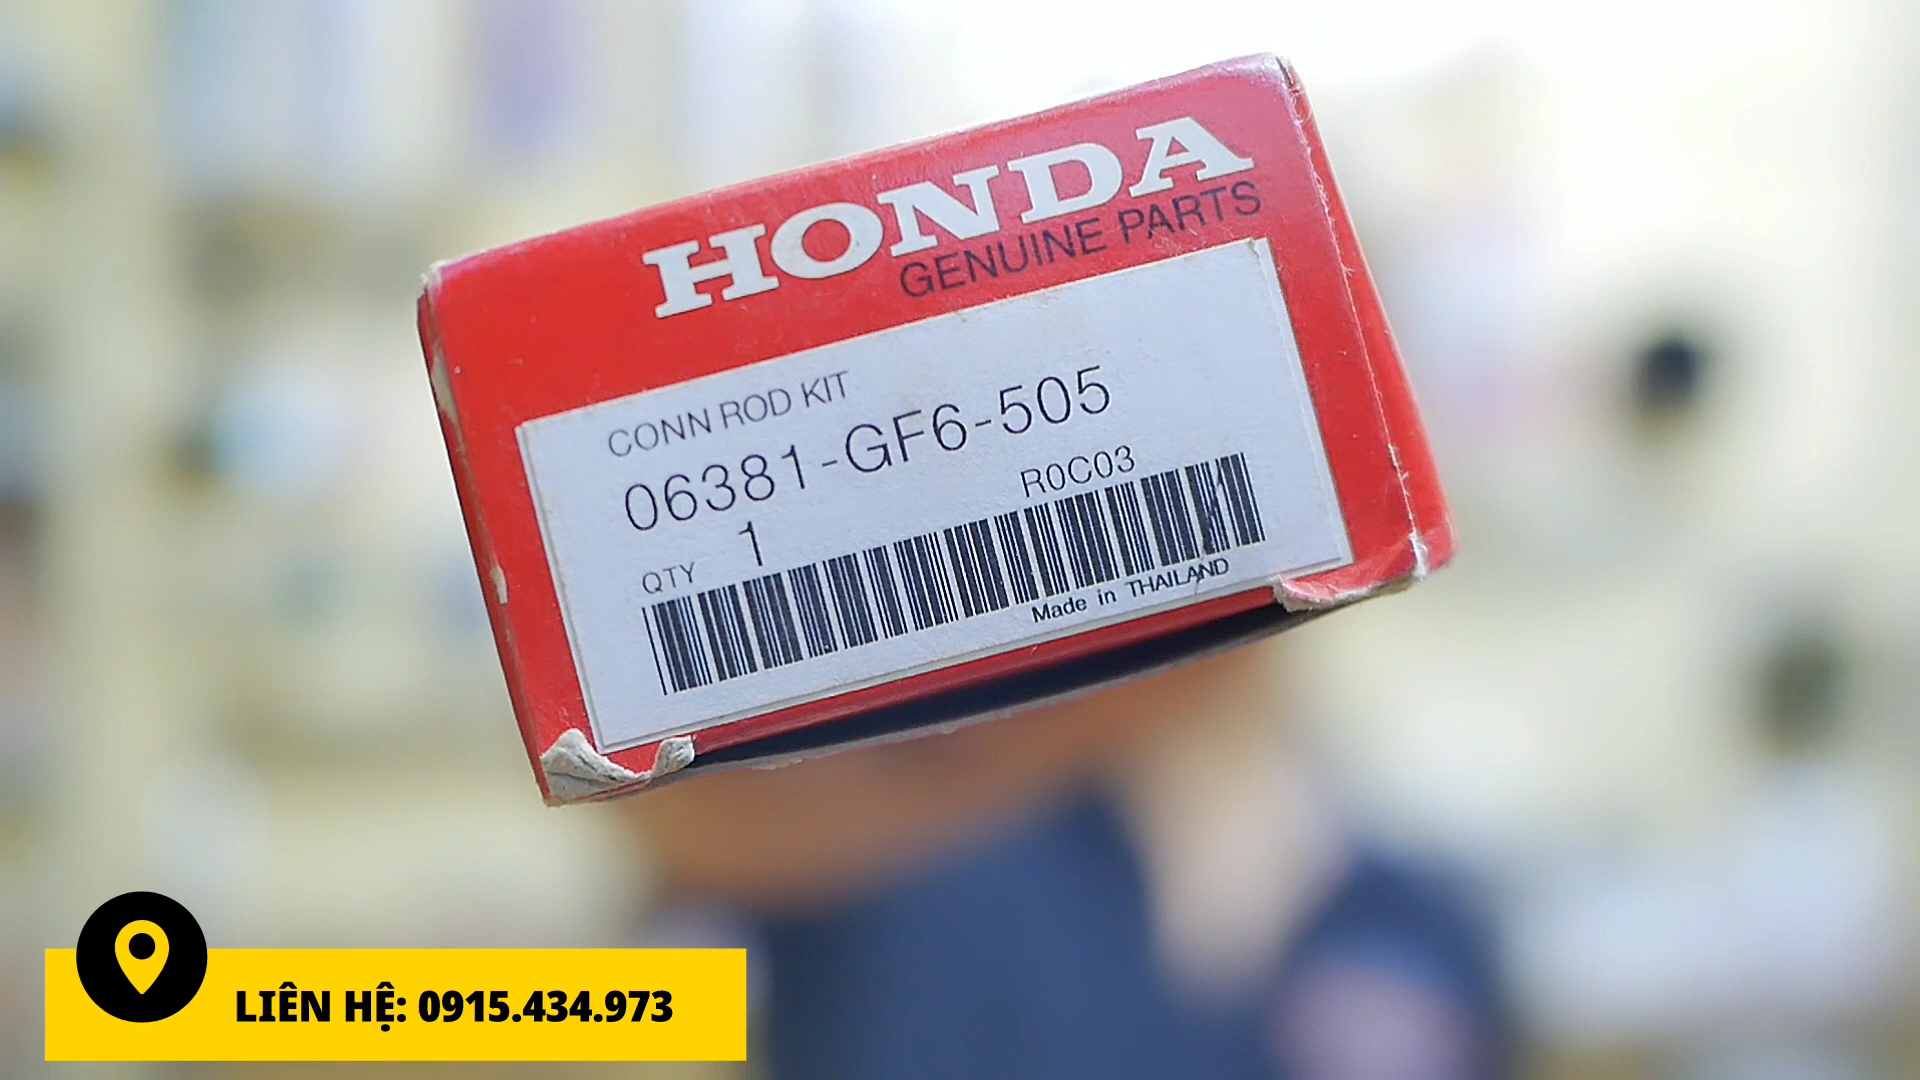 HONDA
GENUINE PARTS
CONN ROD KIT
06381-GF6-505
R0C03
QTY 1
Made in THAILAND
LIÊN HỆ: 0915.434.973